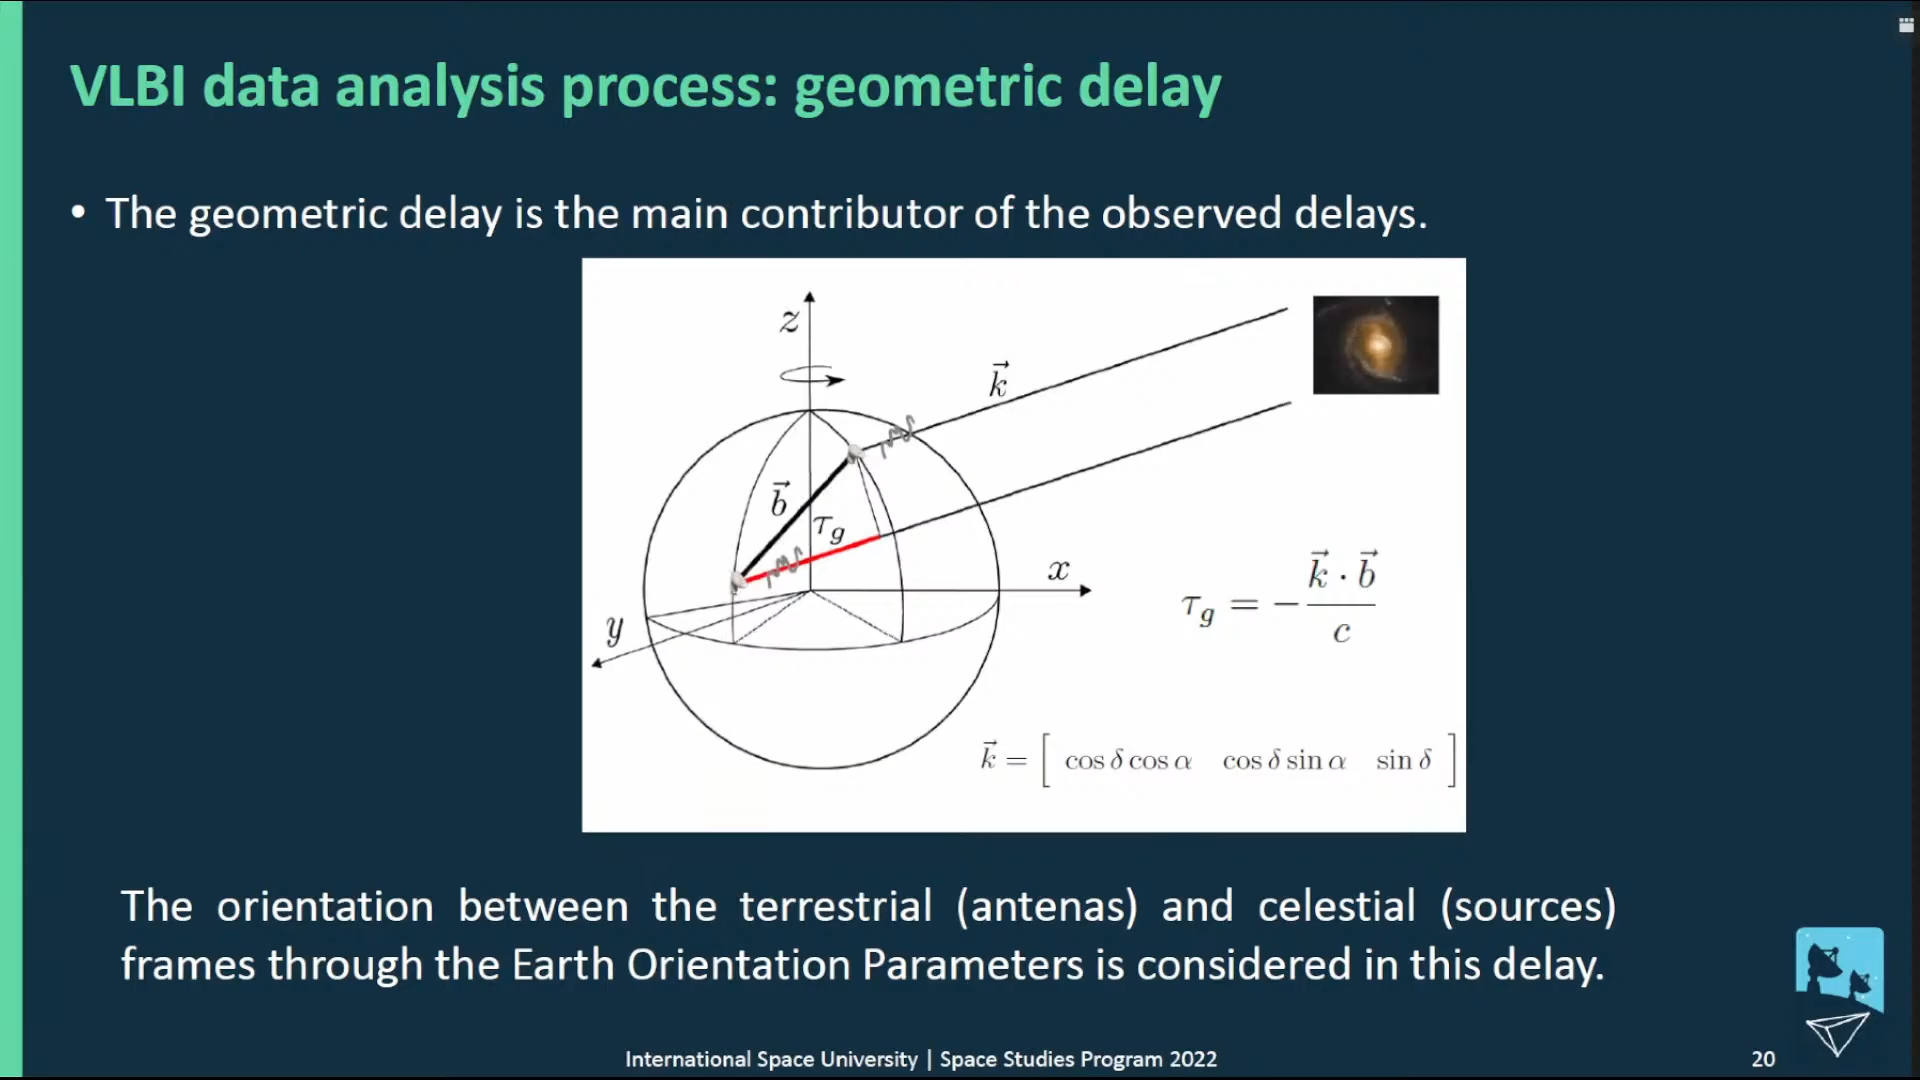 VLBI data analysis process: geometric delay
• The geometric delay is the main contributor of the observed delays.
z
k⃗
b⃗
τg
x
y
τg = − k⃗ · b⃗ / c
k⃗ = [ cos δ cos α cos δ sin α sin δ ]
The orientation between the terrestrial (antenas) and celestial (sources)
frames through the Earth Orientation Parameters is considered in this delay.
International Space University | Space Studies Program 2022
20